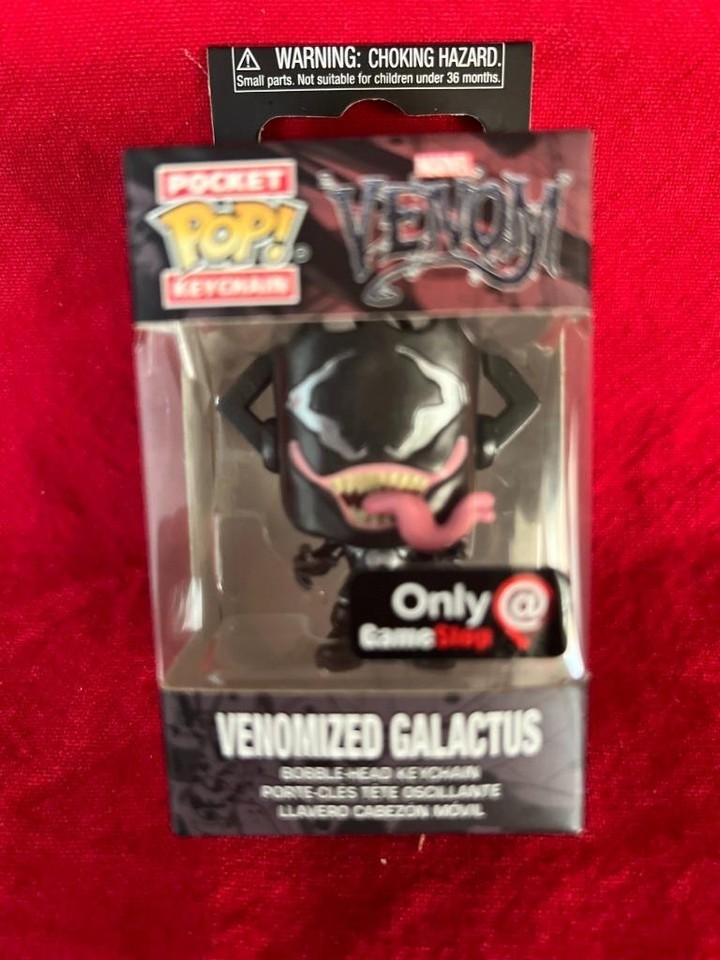 ⚠ WARNING: CHOKING HAZARD.
Small parts. Not suitable for children under 36 months.
POCKET
POP!
KEYCHAIN
MARVEL
VENOM
Only @
GameStop
VENOMIZED GALACTUS
BOBBLE-HEAD KEYCHAIN
PORTE-CLÉS TÊTE OSCILLANTE
LLAVERO CABEZÓN MÓVIL